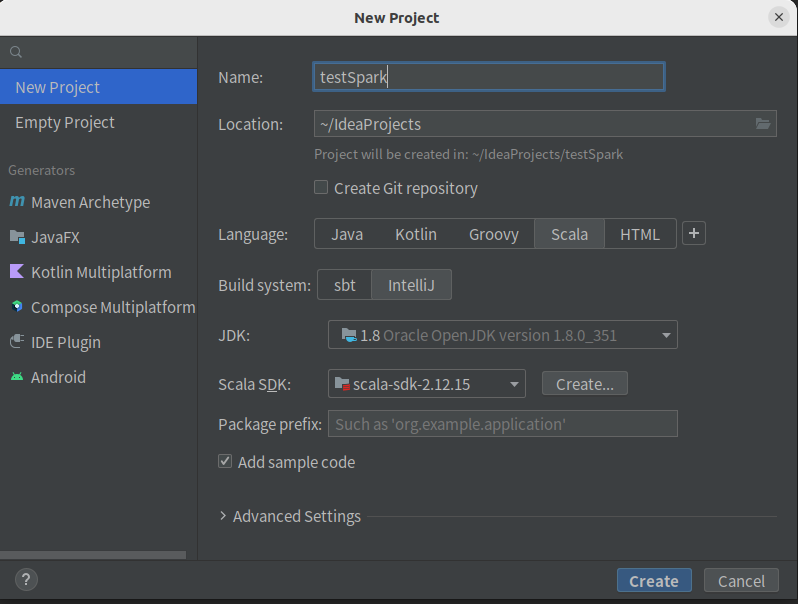 New Project
New Project
Empty Project
Generators
Maven Archetype
JavaFX
Kotlin Multiplatform
Compose Multiplatform
IDE Plugin
Android
Name: testSpark
Location: ~/IdeaProjects
Project will be created in: ~/IdeaProjects/testSpark
Create Git repository
Language: Java Kotlin Groovy Scala HTML +
Build system: sbt IntelliJ
JDK: 1.8 Oracle OpenJDK version 1.8.0_351
Scala SDK: scala-sdk-2.12.15 Create...
Package prefix: Such as 'org.example.application'
Add sample code
Advanced Settings
? Create Cancel